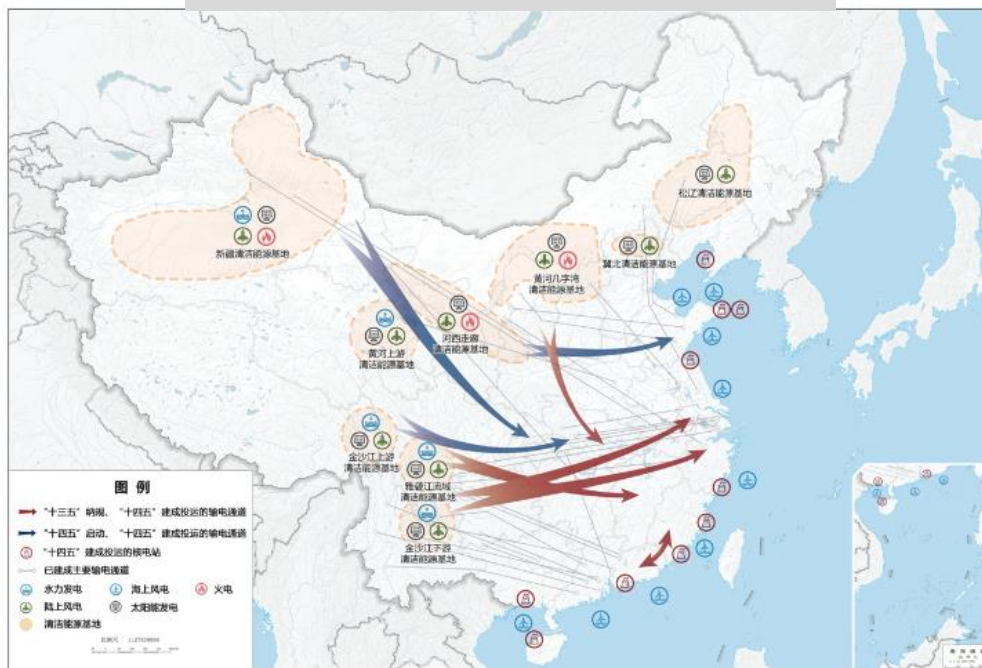 新疆清洁能源基地
松辽清洁能源基地
冀北清洁能源基地
黄河几字湾
清洁能源基地
河西走廊
清洁能源基地
黄河上游
清洁能源基地
金沙江上游
清洁能源基地
雅砻江流域
清洁能源基地
金沙江下游
清洁能源基地
图 例
“十三五”纳规、“十四五”建成投运的输电通道
“十四五”启动、“十四五”建成投运的输电通道
“十四五”建成投运的核电站
已建成主要输电通道
水力发电
海上风电
火电
陆上风电
太阳能发电
清洁能源基地
比例尺